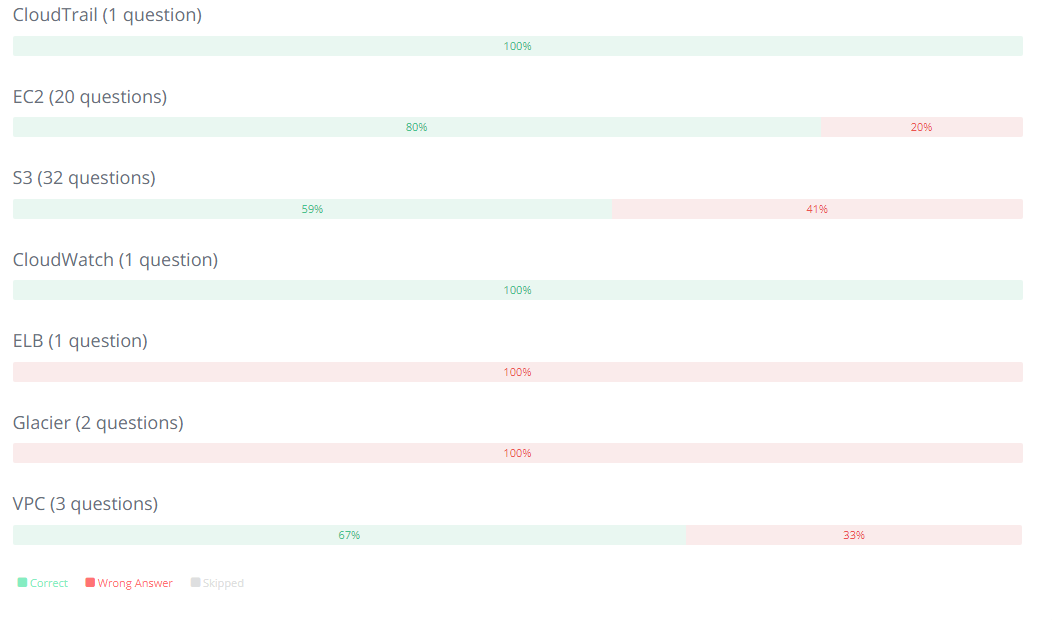 CloudTrail (1 question)
100%
EC2 (20 questions)
80% 20%
S3 (32 questions)
59% 41%
CloudWatch (1 question)
100%
ELB (1 question)
100%
Glacier (2 questions)
100%
VPC (3 questions)
67% 33%
Correct Wrong Answer Skipped